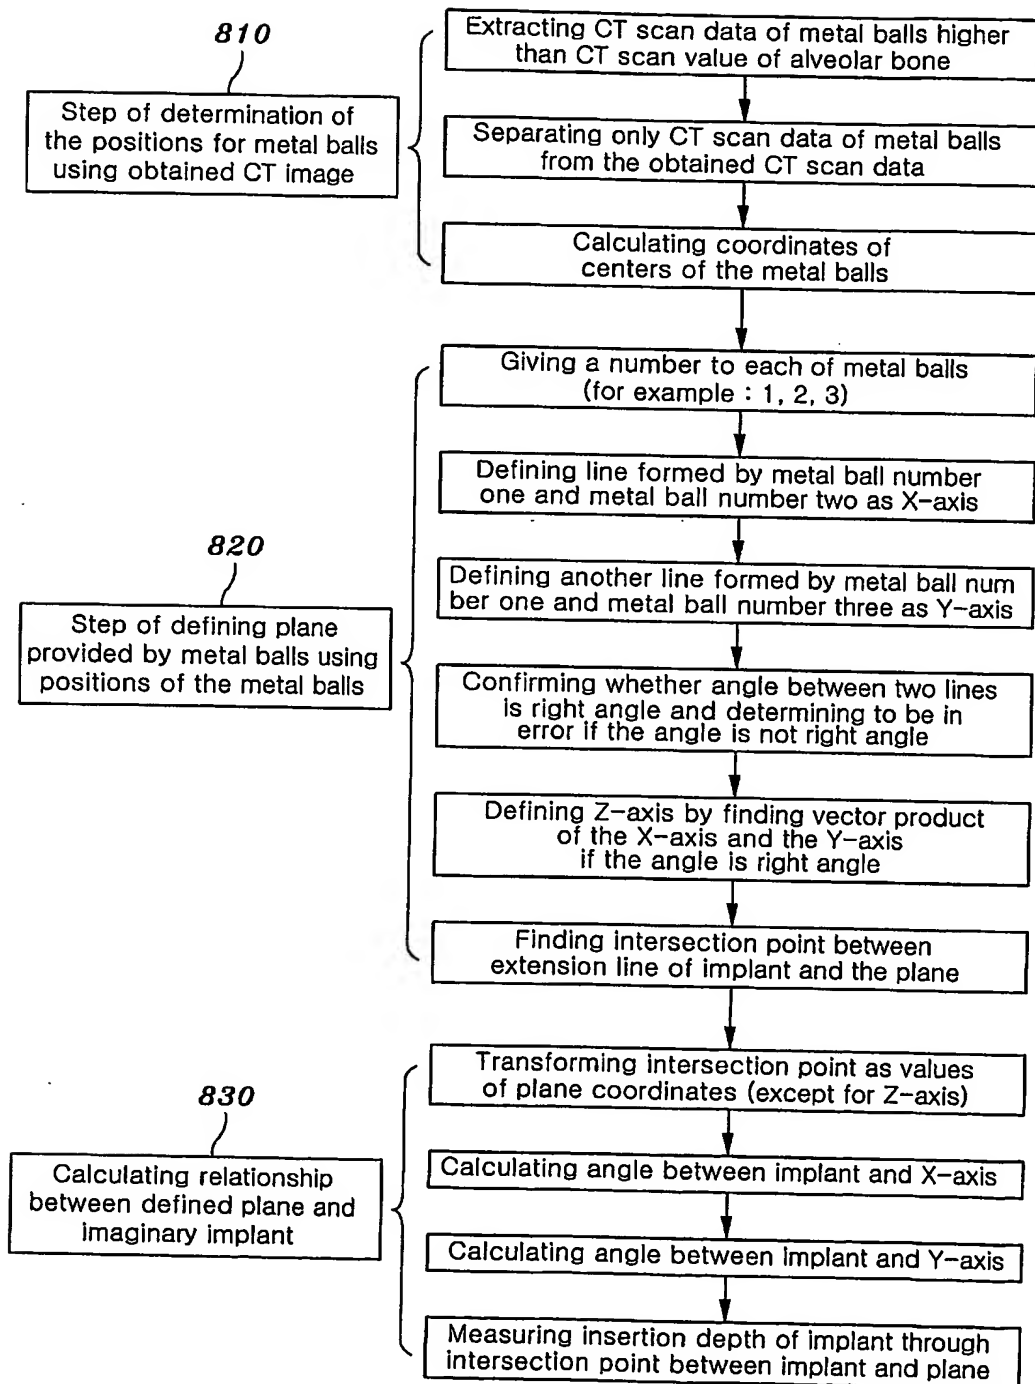 810
Step of determination of
the positions for metal balls
using obtained CT image
Extracting CT scan data of metal balls higher
than CT scan value of alveolar bone
Separating only CT scan data of metal balls
from the obtained CT scan data
Calculating coordinates of
centers of the metal balls
820
Step of defining plane
provided by metal balls using
positions of the metal balls
Giving a number to each of metal balls
(for example : 1, 2, 3)
Defining line formed by metal ball number
one and metal ball number two as X-axis
Defining another line formed by metal ball num
ber one and metal ball number three as Y-axis
Confirming whether angle between two lines
is right angle and determining to be in
error if the angle is not right angle
Defining Z-axis by finding vector product
of the X-axis and the Y-axis
if the angle is right angle
Finding intersection point between
extension line of implant and the plane
830
Calculating relationship
between defined plane and
imaginary implant
Transforming intersection point as values
of plane coordinates (except for Z-axis)
Calculating angle between implant and X-axis
Calculating angle between implant and Y-axis
Measuring insertion depth of implant through
intersection point between implant and plane